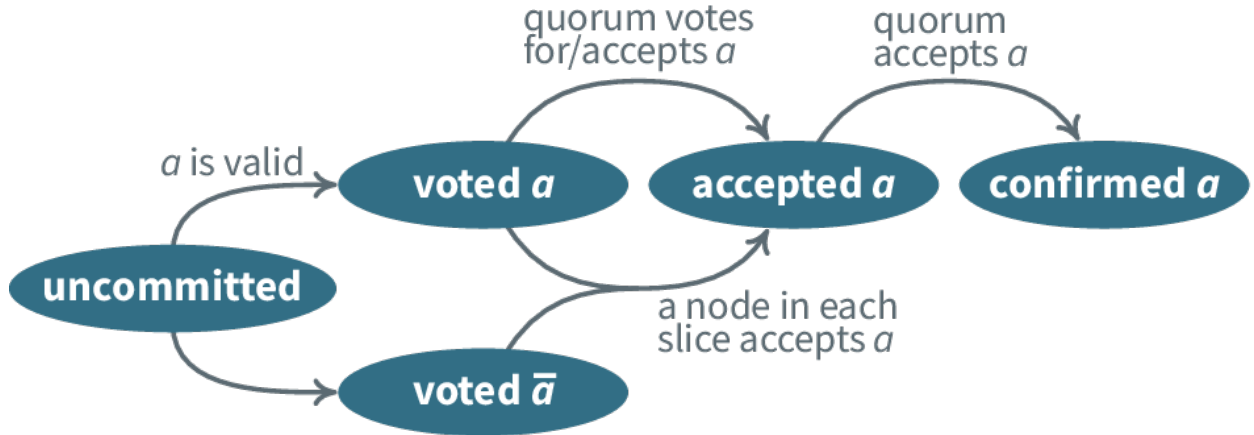 quorum votes
for/accepts a
quorum
accepts a
a is valid
voted a
accepted a
confirmed a
uncommitted
a node in each
slice accepts a
voted a̅